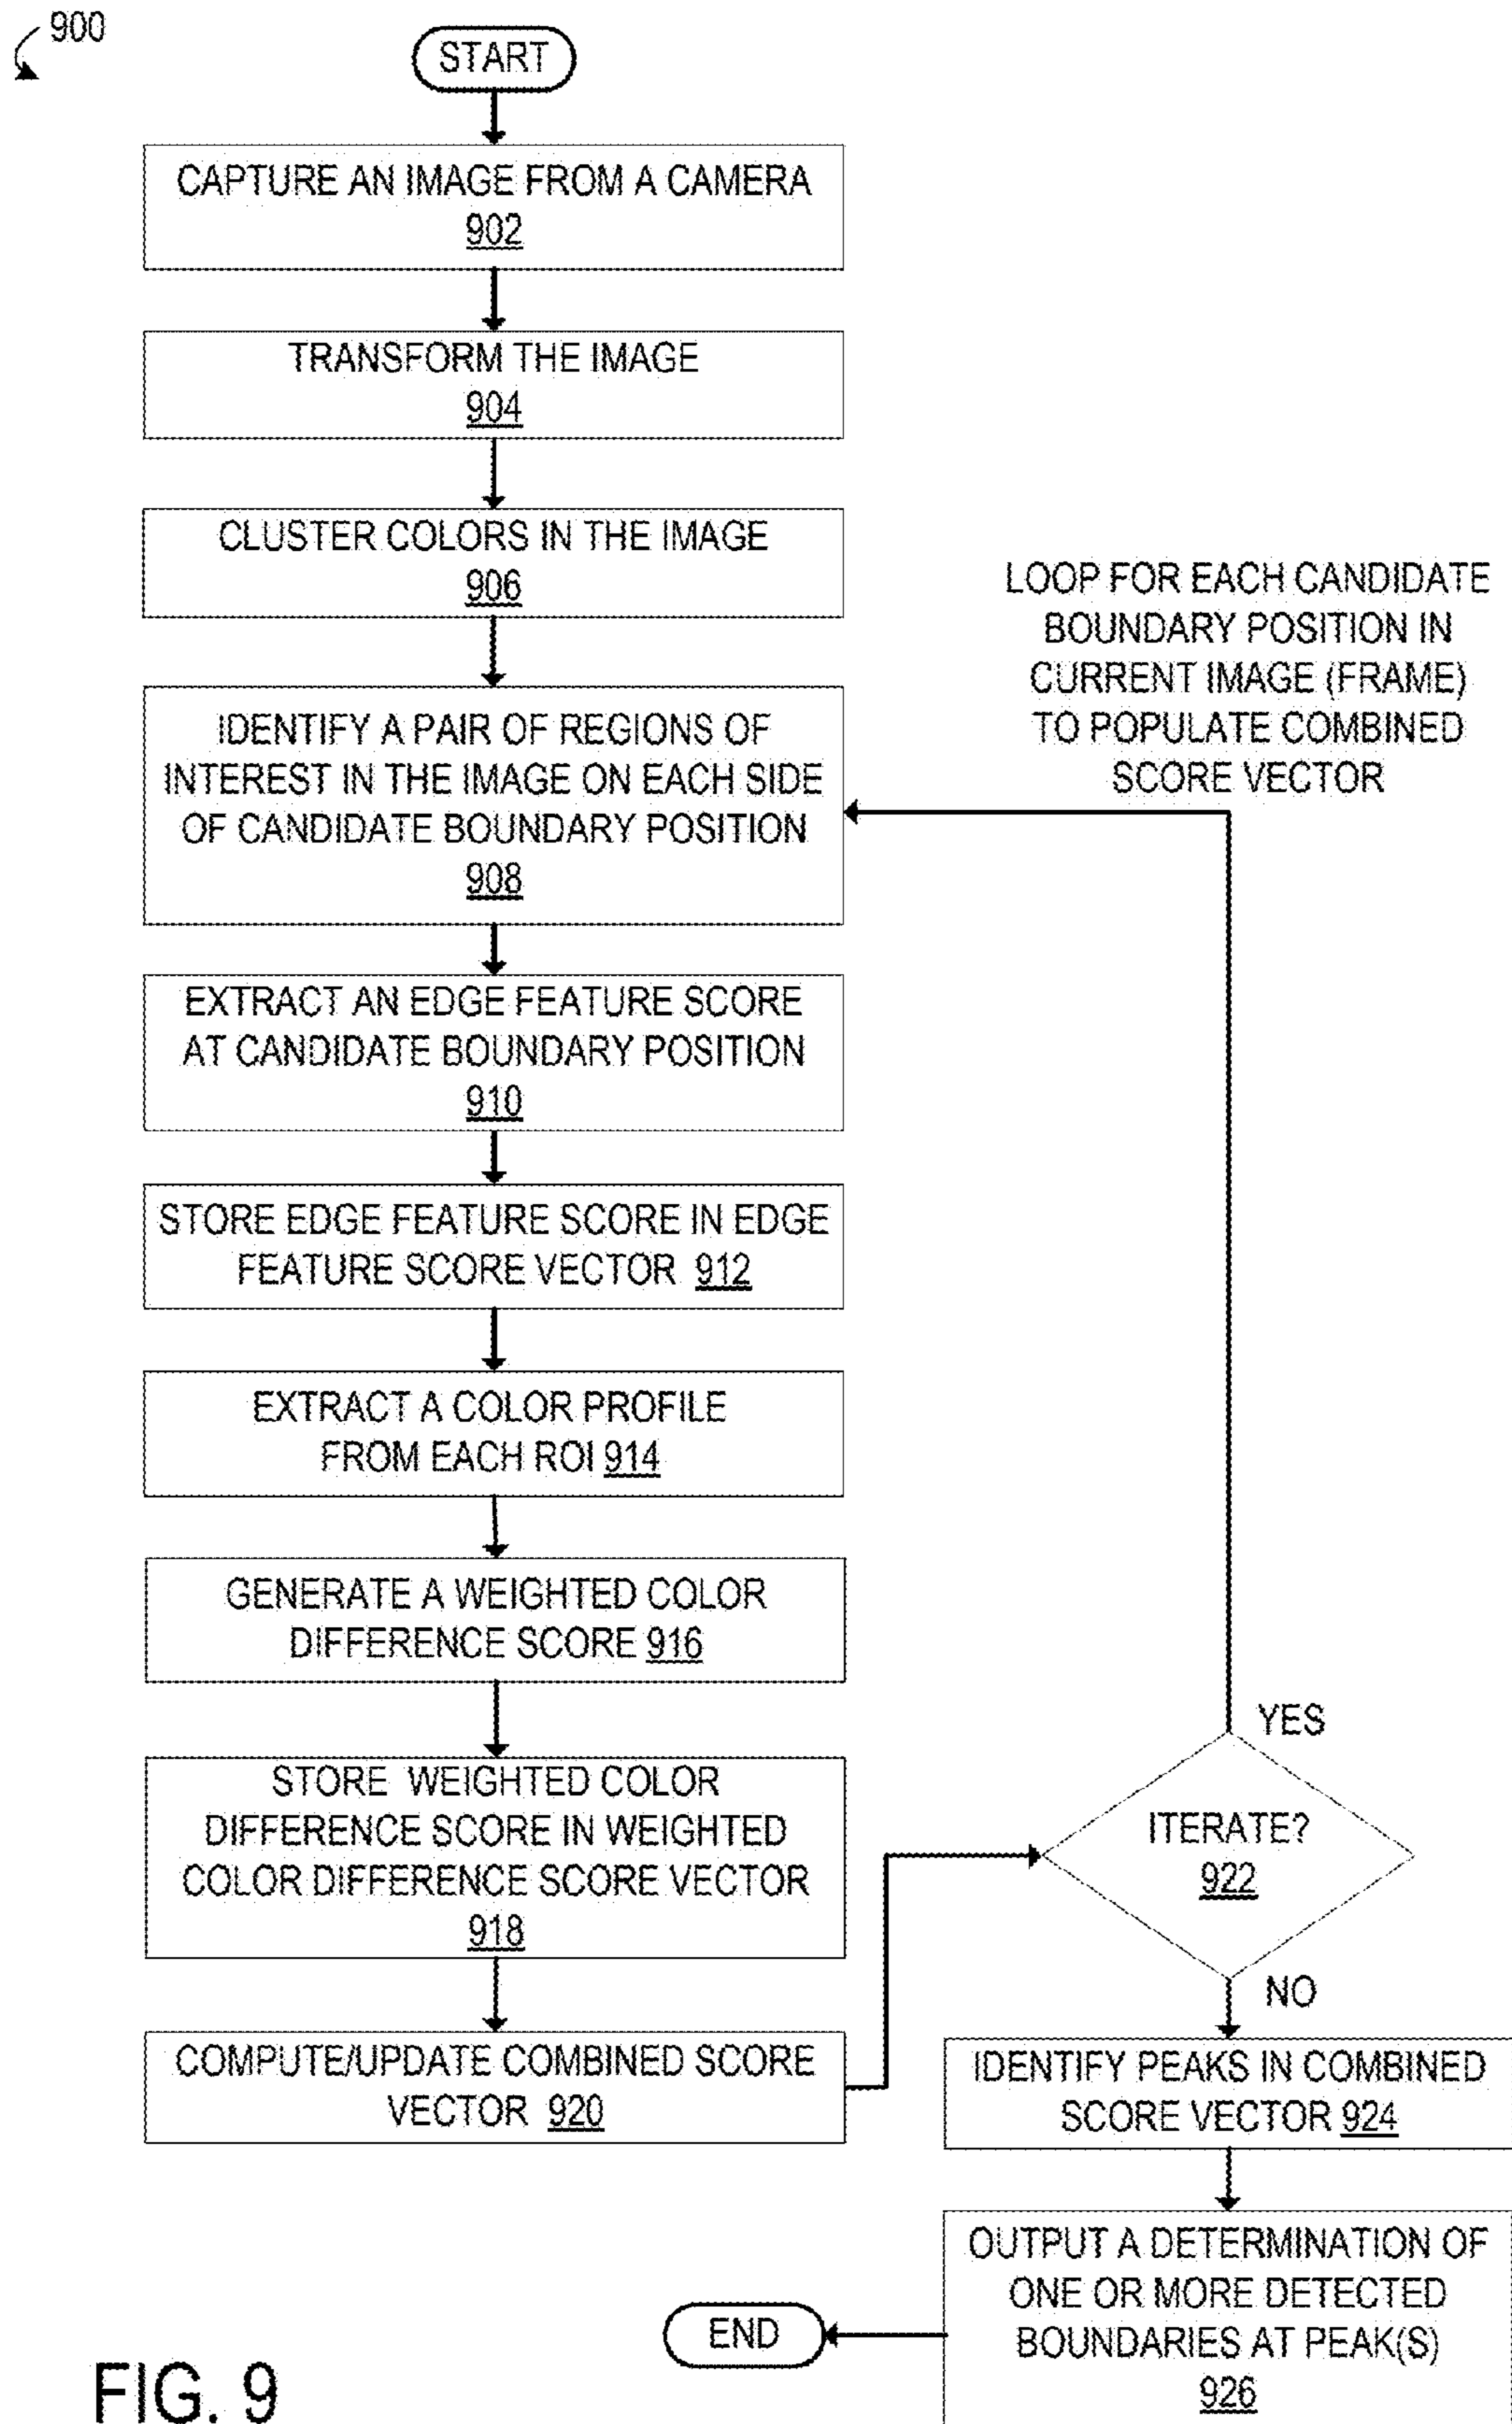 900
START
CAPTURE AN IMAGE FROM A CAMERA
902
TRANSFORM THE IMAGE
904
CLUSTER COLORS IN THE IMAGE
906
LOOP FOR EACH CANDIDATE
BOUNDARY POSITION IN
CURRENT IMAGE (FRAME)
TO POPULATE COMBINED
SCORE VECTOR
IDENTIFY A PAIR OF REGIONS OF
INTEREST IN THE IMAGE ON EACH SIDE
OF CANDIDATE BOUNDARY POSITION
908
EXTRACT AN EDGE FEATURE SCORE
AT CANDIDATE BOUNDARY POSITION
910
STORE EDGE FEATURE SCORE IN EDGE
FEATURE SCORE VECTOR 912
EXTRACT A COLOR PROFILE
FROM EACH ROI 914
GENERATE A WEIGHTED COLOR
DIFFERENCE SCORE 916
STORE WEIGHTED COLOR
DIFFERENCE SCORE IN WEIGHTED
COLOR DIFFERENCE SCORE VECTOR
918
COMPUTE/UPDATE COMBINED SCORE
VECTOR 920
YES
ITERATE?
922
NO
IDENTIFY PEAKS IN COMBINED
SCORE VECTOR 924
OUTPUT A DETERMINATION OF
ONE OR MORE DETECTED
BOUNDARIES AT PEAK(S)
926
END
FIG. 9